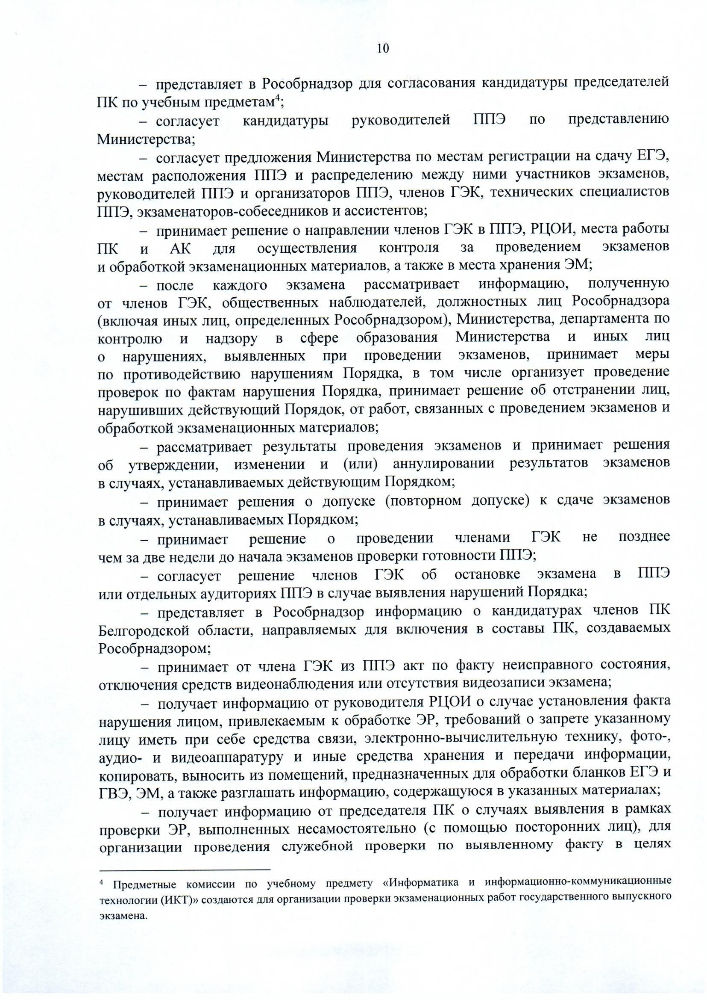 10
– представляет в Рособрнадзор для согласования кандидатуры председателей
ПК по учебным предметам⁴;
– согласует кандидатуры руководителей ППЭ по представлению
Министерства;
– согласует предложения Министерства по местам регистрации на сдачу ЕГЭ,
местам расположения ППЭ и распределению между ними участников экзаменов,
руководителей ППЭ и организаторов ППЭ, членов ГЭК, технических специалистов
ППЭ, экзаменаторов-собеседников и ассистентов;
– принимает решение о направлении членов ГЭК в ППЭ, РЦОИ, места работы
ПК и АК для осуществления контроля за проведением экзаменов
и обработкой экзаменационных материалов, а также в места хранения ЭМ;
– после каждого экзамена рассматривает информацию, полученную
от членов ГЭК, общественных наблюдателей, должностных лиц Рособрнадзора
(включая иных лиц, определенных Рособрнадзором), Министерства, департамента по
контролю и надзору в сфере образования Министерства и иных лиц
о нарушениях, выявленных при проведении экзаменов, принимает меры
по противодействию нарушениям Порядка, в том числе организует проведение
проверок по фактам нарушения Порядка, принимает решение об отстранении лиц,
нарушивших действующий Порядок, от работ, связанных с проведением экзаменов и
обработкой экзаменационных материалов;
– рассматривает результаты проведения экзаменов и принимает решения
об утверждении, изменении и (или) аннулировании результатов экзаменов
в случаях, устанавливаемых действующим Порядком;
– принимает решения о допуске (повторном допуске) к сдаче экзаменов
в случаях, устанавливаемых Порядком;
– принимает решение о проведении членами ГЭК не позднее
чем за две недели до начала экзаменов проверки готовности ППЭ;
– согласует решение членов ГЭК об остановке экзамена в ППЭ
или отдельных аудиториях ППЭ в случае выявления нарушений Порядка;
– представляет в Рособрнадзор информацию о кандидатурах членов ПК
Белгородской области, направляемых для включения в составы ПК, создаваемых
Рособрнадзором;
– принимает от члена ГЭК из ППЭ акт по факту неисправного состояния,
отключения средств видеонаблюдения или отсутствия видеозаписи экзамена;
– получает информацию от руководителя РЦОИ о случае установления факта
нарушения лицом, привлекаемым к обработке ЭР, требований о запрете указанному
лицу иметь при себе средства связи, электронно-вычислительную технику, фото-,
аудио- и видеоаппаратуру и иные средства хранения и передачи информации,
копировать, выносить из помещений, предназначенных для обработки бланков ЕГЭ и
ГВЭ, ЭМ, а также разглашать информацию, содержащуюся в указанных материалах;
– получает информацию от председателя ПК о случаях выявления в рамках
проверки ЭР, выполненных несамостоятельно (с помощью посторонних лиц), для
организации проведения служебной проверки по выявленному факту в целях
⁴ Предметные комиссии по учебному предмету «Информатика и информационно-коммуникационные
технологии (ИКТ)» создаются для организации проверки экзаменационных работ государственного выпускного
экзамена.